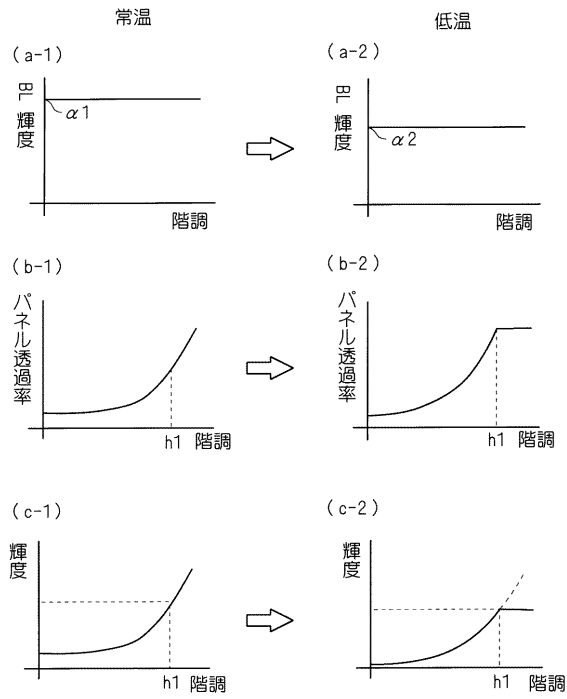 常温
低温
(a-1)
(a-2)
BL 輝度
α1
階調
BL 輝度
α2
階調
(b-1)
(b-2)
パネル透過率
h1 階調
パネル透過率
h1 階調
(c-1)
(c-2)
輝度
h1 階調
輝度
h1 階調